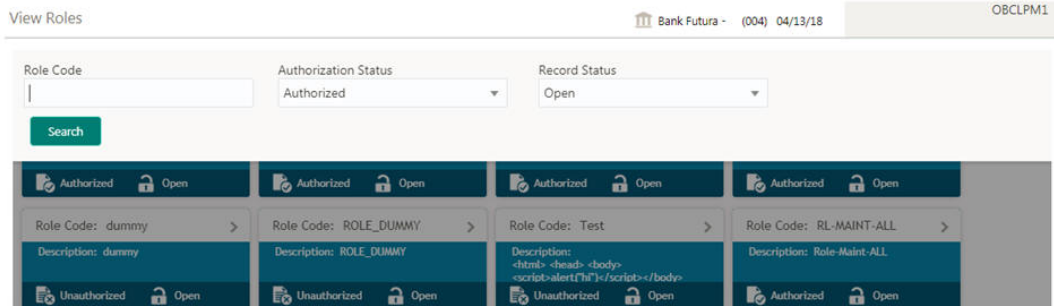 View Roles
Bank Futura - (004) 04/13/18
OBCLPM1
Role Code
Authorization Status
Record Status
Authorized
Open
Search
Authorized Open
Authorized Open
Authorized Open
Authorized Open
Role Code: dummy
Role Code: ROLE_DUMMY
Role Code: Test
Role Code: RL-MAINT-ALL
Description: dummy
Description: ROLE_DUMMY
Description:
<html> <head> <body>
<script>alert("hi")</script></body>
Description: Role-Maint-ALL
Unauthorized Open
Unauthorized Open
Unauthorized Open
Authorized Open